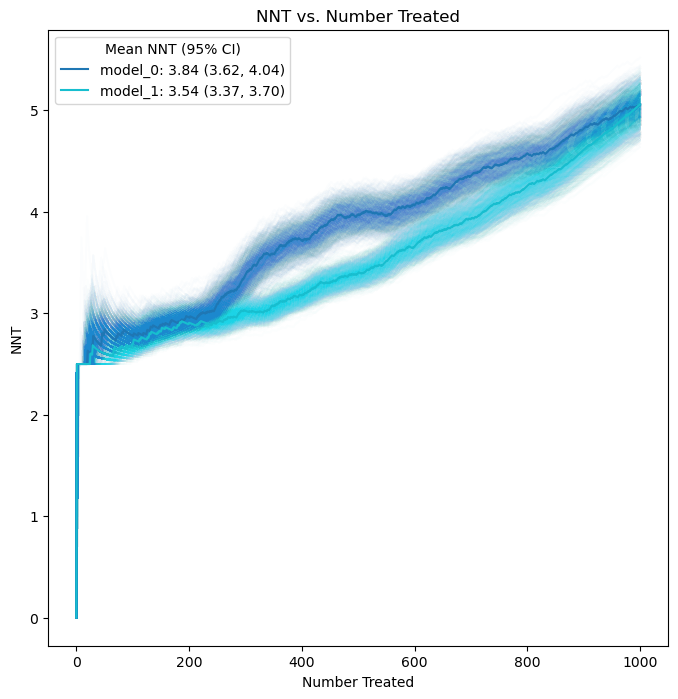 NNT vs. Number Treated
Mean NNT (95% CI)
model_0: 3.84 (3.62, 4.04)
model_1: 3.54 (3.37, 3.70)
5
4
3
2
1
0
NNT
0 200 400 600 800 1000
Number Treated